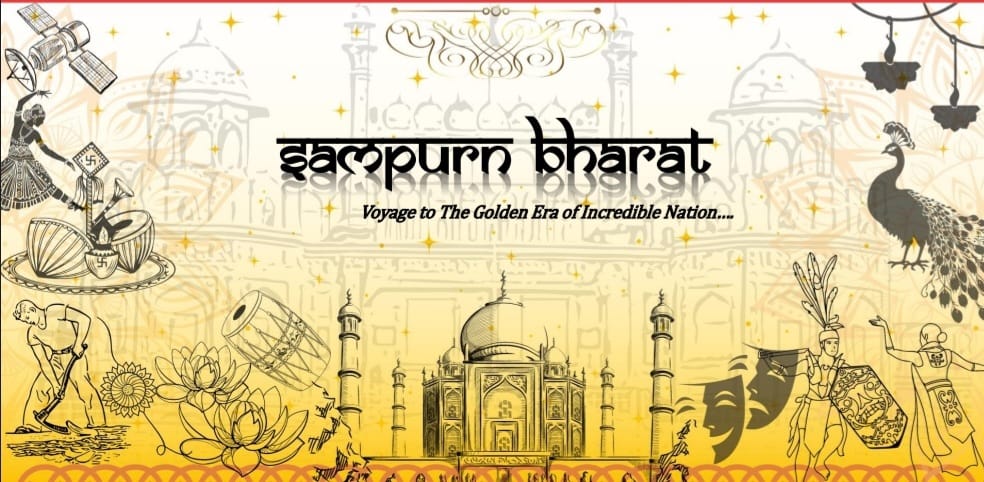 Sampurn Bharat
Voyage to The Golden Era of Incredible Nation....